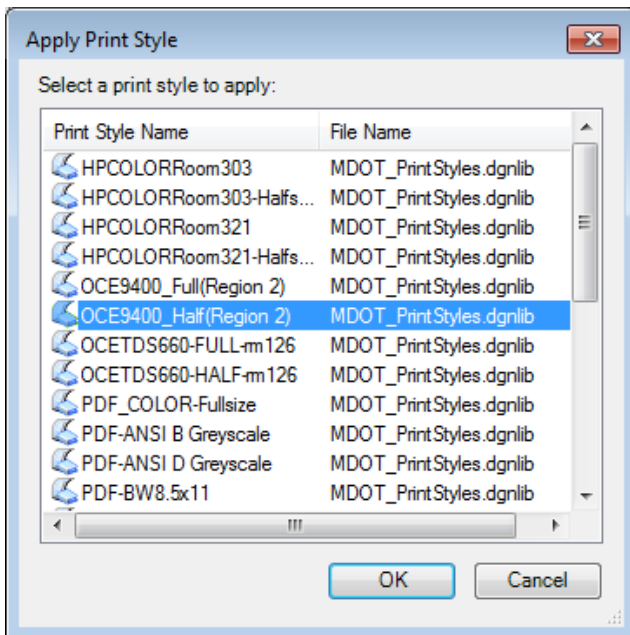 Apply Print Style
Select a print style to apply:
Print Style Name File Name
HPCOLORRoom303 MDOT_PrintStyles.dgnlib
HPCOLORRoom303-Halfs... MDOT_PrintStyles.dgnlib
HPCOLORRoom321 MDOT_PrintStyles.dgnlib
HPCOLORRoom321-Halfs... MDOT_PrintStyles.dgnlib
OCE9400_Full(Region 2) MDOT_PrintStyles.dgnlib
OCE9400_Half(Region 2) MDOT_PrintStyles.dgnlib
OCETDS660-FULL-rm126 MDOT_PrintStyles.dgnlib
OCETDS660-HALF-rm126 MDOT_PrintStyles.dgnlib
PDF_COLOR-Fullsize MDOT_PrintStyles.dgnlib
PDF-ANSI B Greyscale MDOT_PrintStyles.dgnlib
PDF-ANSI D Greyscale MDOT_PrintStyles.dgnlib
PDF-BW8.5x11 MDOT_PrintStyles.dgnlib
OK Cancel